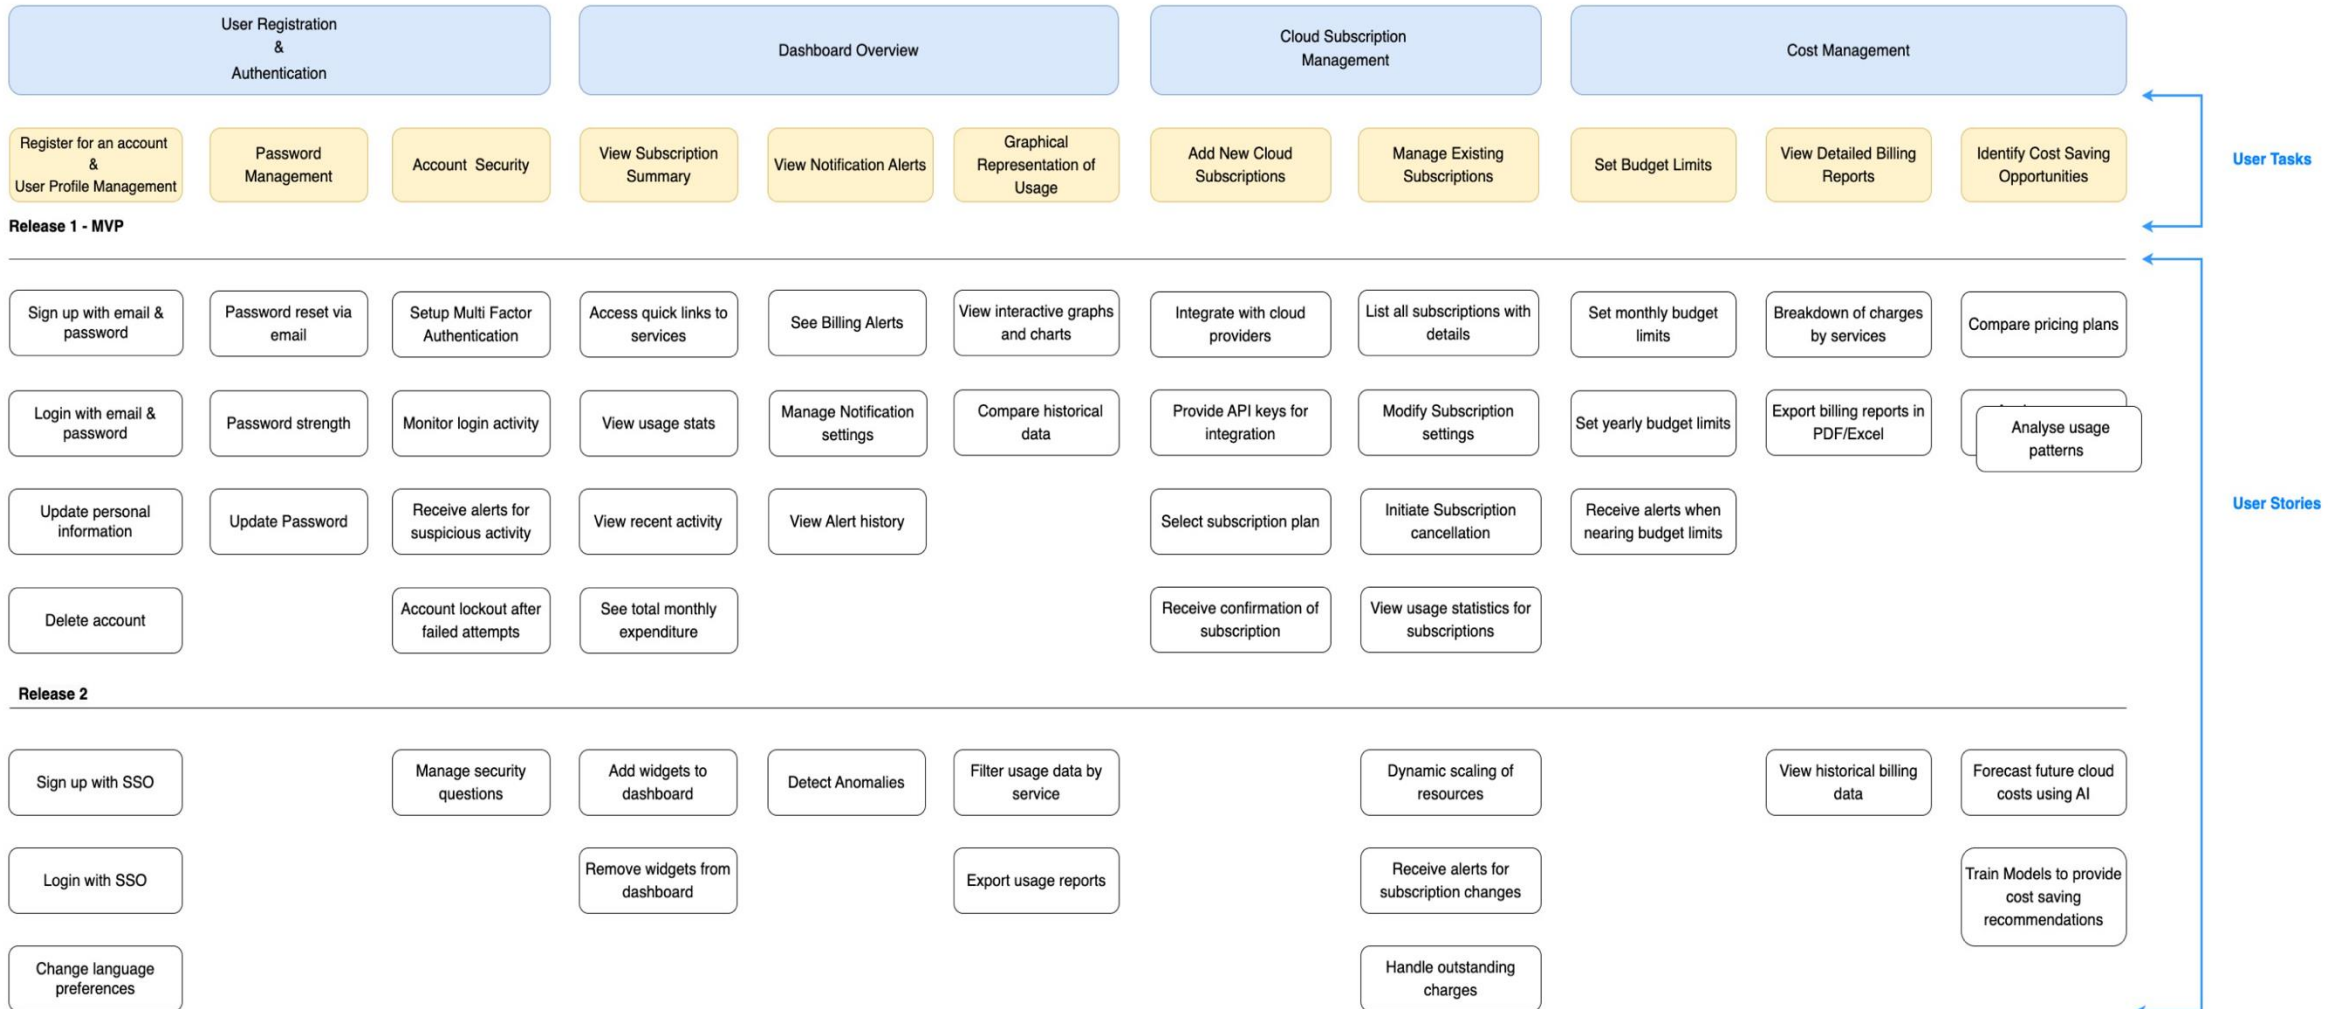 User Registration
&
Authentication
Dashboard Overview
Cloud Subscription
Management
Cost Management
Register for an account
&
User Profile Management
Password
Management
Account Security
View Subscription
Summary
View Notification Alerts
Graphical
Representation of
Usage
Add New Cloud
Subscriptions
Manage Existing
Subscriptions
Set Budget Limits
View Detailed Billing
Reports
Identify Cost Saving
Opportunities
User Tasks
Release 1 - MVP
Sign up with email &
password
Password reset via
email
Setup Multi Factor
Authentication
Access quick links to
services
See Billing Alerts
View interactive graphs
and charts
Integrate with cloud
providers
List all subscriptions with
details
Set monthly budget
limits
Breakdown of charges
by services
Compare pricing plans
Login with email &
password
Password strength
Monitor login activity
View usage stats
Manage Notification
settings
Compare historical
data
Provide API keys for
integration
Modify Subscription
settings
Set yearly budget limits
Export billing reports in
PDF/Excel
Analyse usage
patterns
Update personal
information
Update Password
Receive alerts for
suspicious activity
View recent activity
View Alert history
Select subscription plan
Initiate Subscription
cancellation
Receive alerts when
nearing budget limits
User Stories
Delete account
Account lockout after
failed attempts
See total monthly
expenditure
Receive confirmation of
subscription
View usage statistics for
subscriptions
Release 2
Sign up with SSO
Manage security
questions
Add widgets to
dashboard
Detect Anomalies
Filter usage data by
service
Dynamic scaling of
resources
View historical billing
data
Forecast future cloud
costs using AI
Login with SSO
Remove widgets from
dashboard
Export usage reports
Receive alerts for
subscription changes
Train Models to provide
cost saving
recommendations
Change language
preferences
Handle outstanding
charges